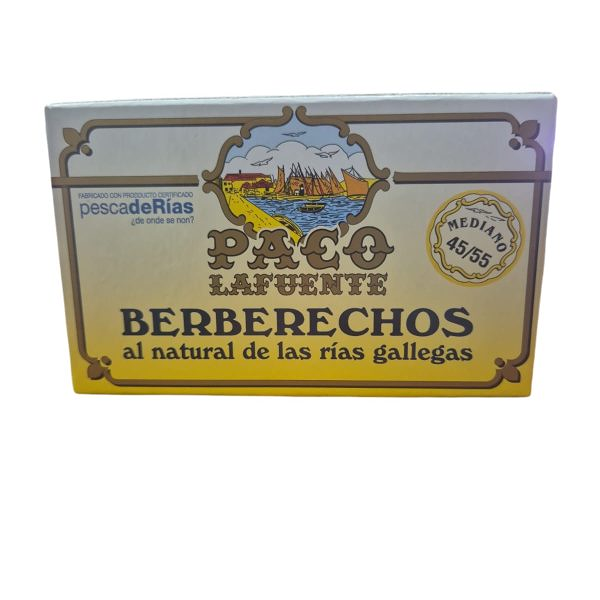 FABRICADO CON PRODUCTO CERTIFICADO
pescadeRías
¿de onde se non?
MEDIANO
45/55
PACO
LAFUENTE
BERBERECHOS
al natural de las rías gallegas